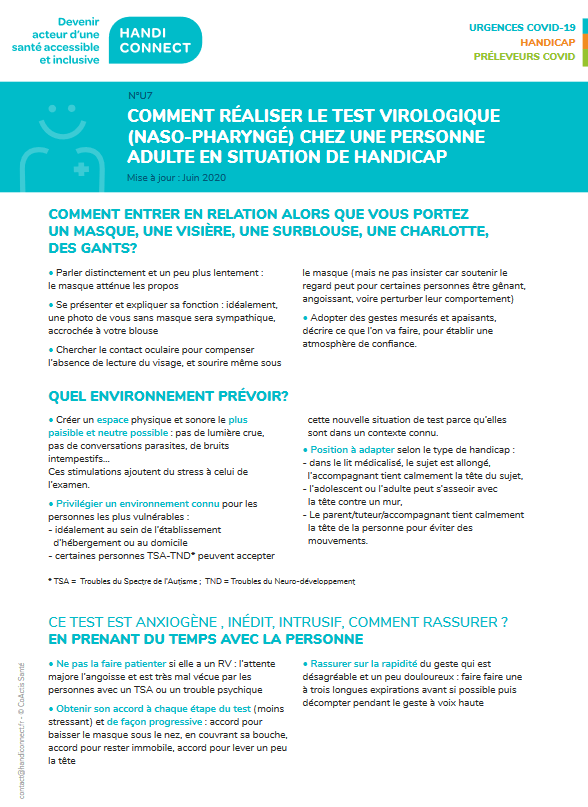 Devenir
acteur d'une
santé accessible
et inclusive
HANDI
CONNECT
URGENCES COVID-19
HANDICAP
PRÉLEVEURS COVID
N°U7
COMMENT RÉALISER LE TEST VIROLOGIQUE
(NASO-PHARYNGÉ) CHEZ UNE PERSONNE
ADULTE EN SITUATION DE HANDICAP
Mise à jour : Juin 2020
COMMENT ENTRER EN RELATION ALORS QUE VOUS PORTEZ
UN MASQUE, UNE VISIÈRE, UNE SURBLOUSE, UNE CHARLOTTE,
DES GANTS?
• Parler distinctement et un peu plus lentement :
le masque atténue les propos
• Se présenter et expliquer sa fonction : idéalement,
une photo de vous sans masque sera sympathique,
accrochée à votre blouse
• Chercher le contact oculaire pour compenser
l'absence de lecture du visage, et sourire même sous
le masque (mais ne pas insister car soutenir le
regard peut pour certaines personnes être gênant,
angoissant, voire perturber leur comportement)
• Adopter des gestes mesurés et apaisants,
décrire ce que l'on va faire, pour établir une
atmosphère de confiance.
QUEL ENVIRONNEMENT PRÉVOIR?
• Créer un espace physique et sonore le plus
paisible et neutre possible : pas de lumière crue,
pas de conversations parasites, de bruits
intempestifs...
Ces stimulations ajoutent du stress à celui de
l'examen.
• Privilégier un environnement connu pour les
personnes les plus vulnérables :
- idéalement au sein de l'établissement
d'hébergement ou au domicile
- certaines personnes TSA-TND* peuvent accepter
cette nouvelle situation de test parce qu'elles
sont dans un contexte connu.
• Position à adapter selon le type de handicap :
- dans le lit médicalisé, le sujet est allongé,
l'accompagnant tient calmement la tête du sujet,
- l'adolescent ou l'adulte peut s'asseoir avec
la tête contre un mur,
- Le parent/tuteur/accompagnant tient calmement
la tête de la personne pour éviter des
mouvements.
* TSA = Troubles du Spectre de l'Autisme ; TND = Troubles du Neuro-développement
CE TEST EST ANXIOGÈNE , INÉDIT, INTRUSIF, COMMENT RASSURER ?
EN PRENANT DU TEMPS AVEC LA PERSONNE
• Ne pas la faire patienter si elle a un RV : l'attente
majore l'angoisse et est très mal vécue par les
personnes avec un TSA ou un trouble psychique
• Obtenir son accord à chaque étape du test (moins
stressant) et de façon progressive : accord pour
baisser le masque sous le nez, en couvrant sa bouche,
accord pour rester immobile, accord pour lever un peu
la tête
• Rassurer sur la rapidité du geste qui est
désagréable et un peu douloureux : faire faire une
à trois longues expirations avant si possible puis
décompter pendant le geste à voix haute
contact@handiconnect.fr - © CoActis Santé